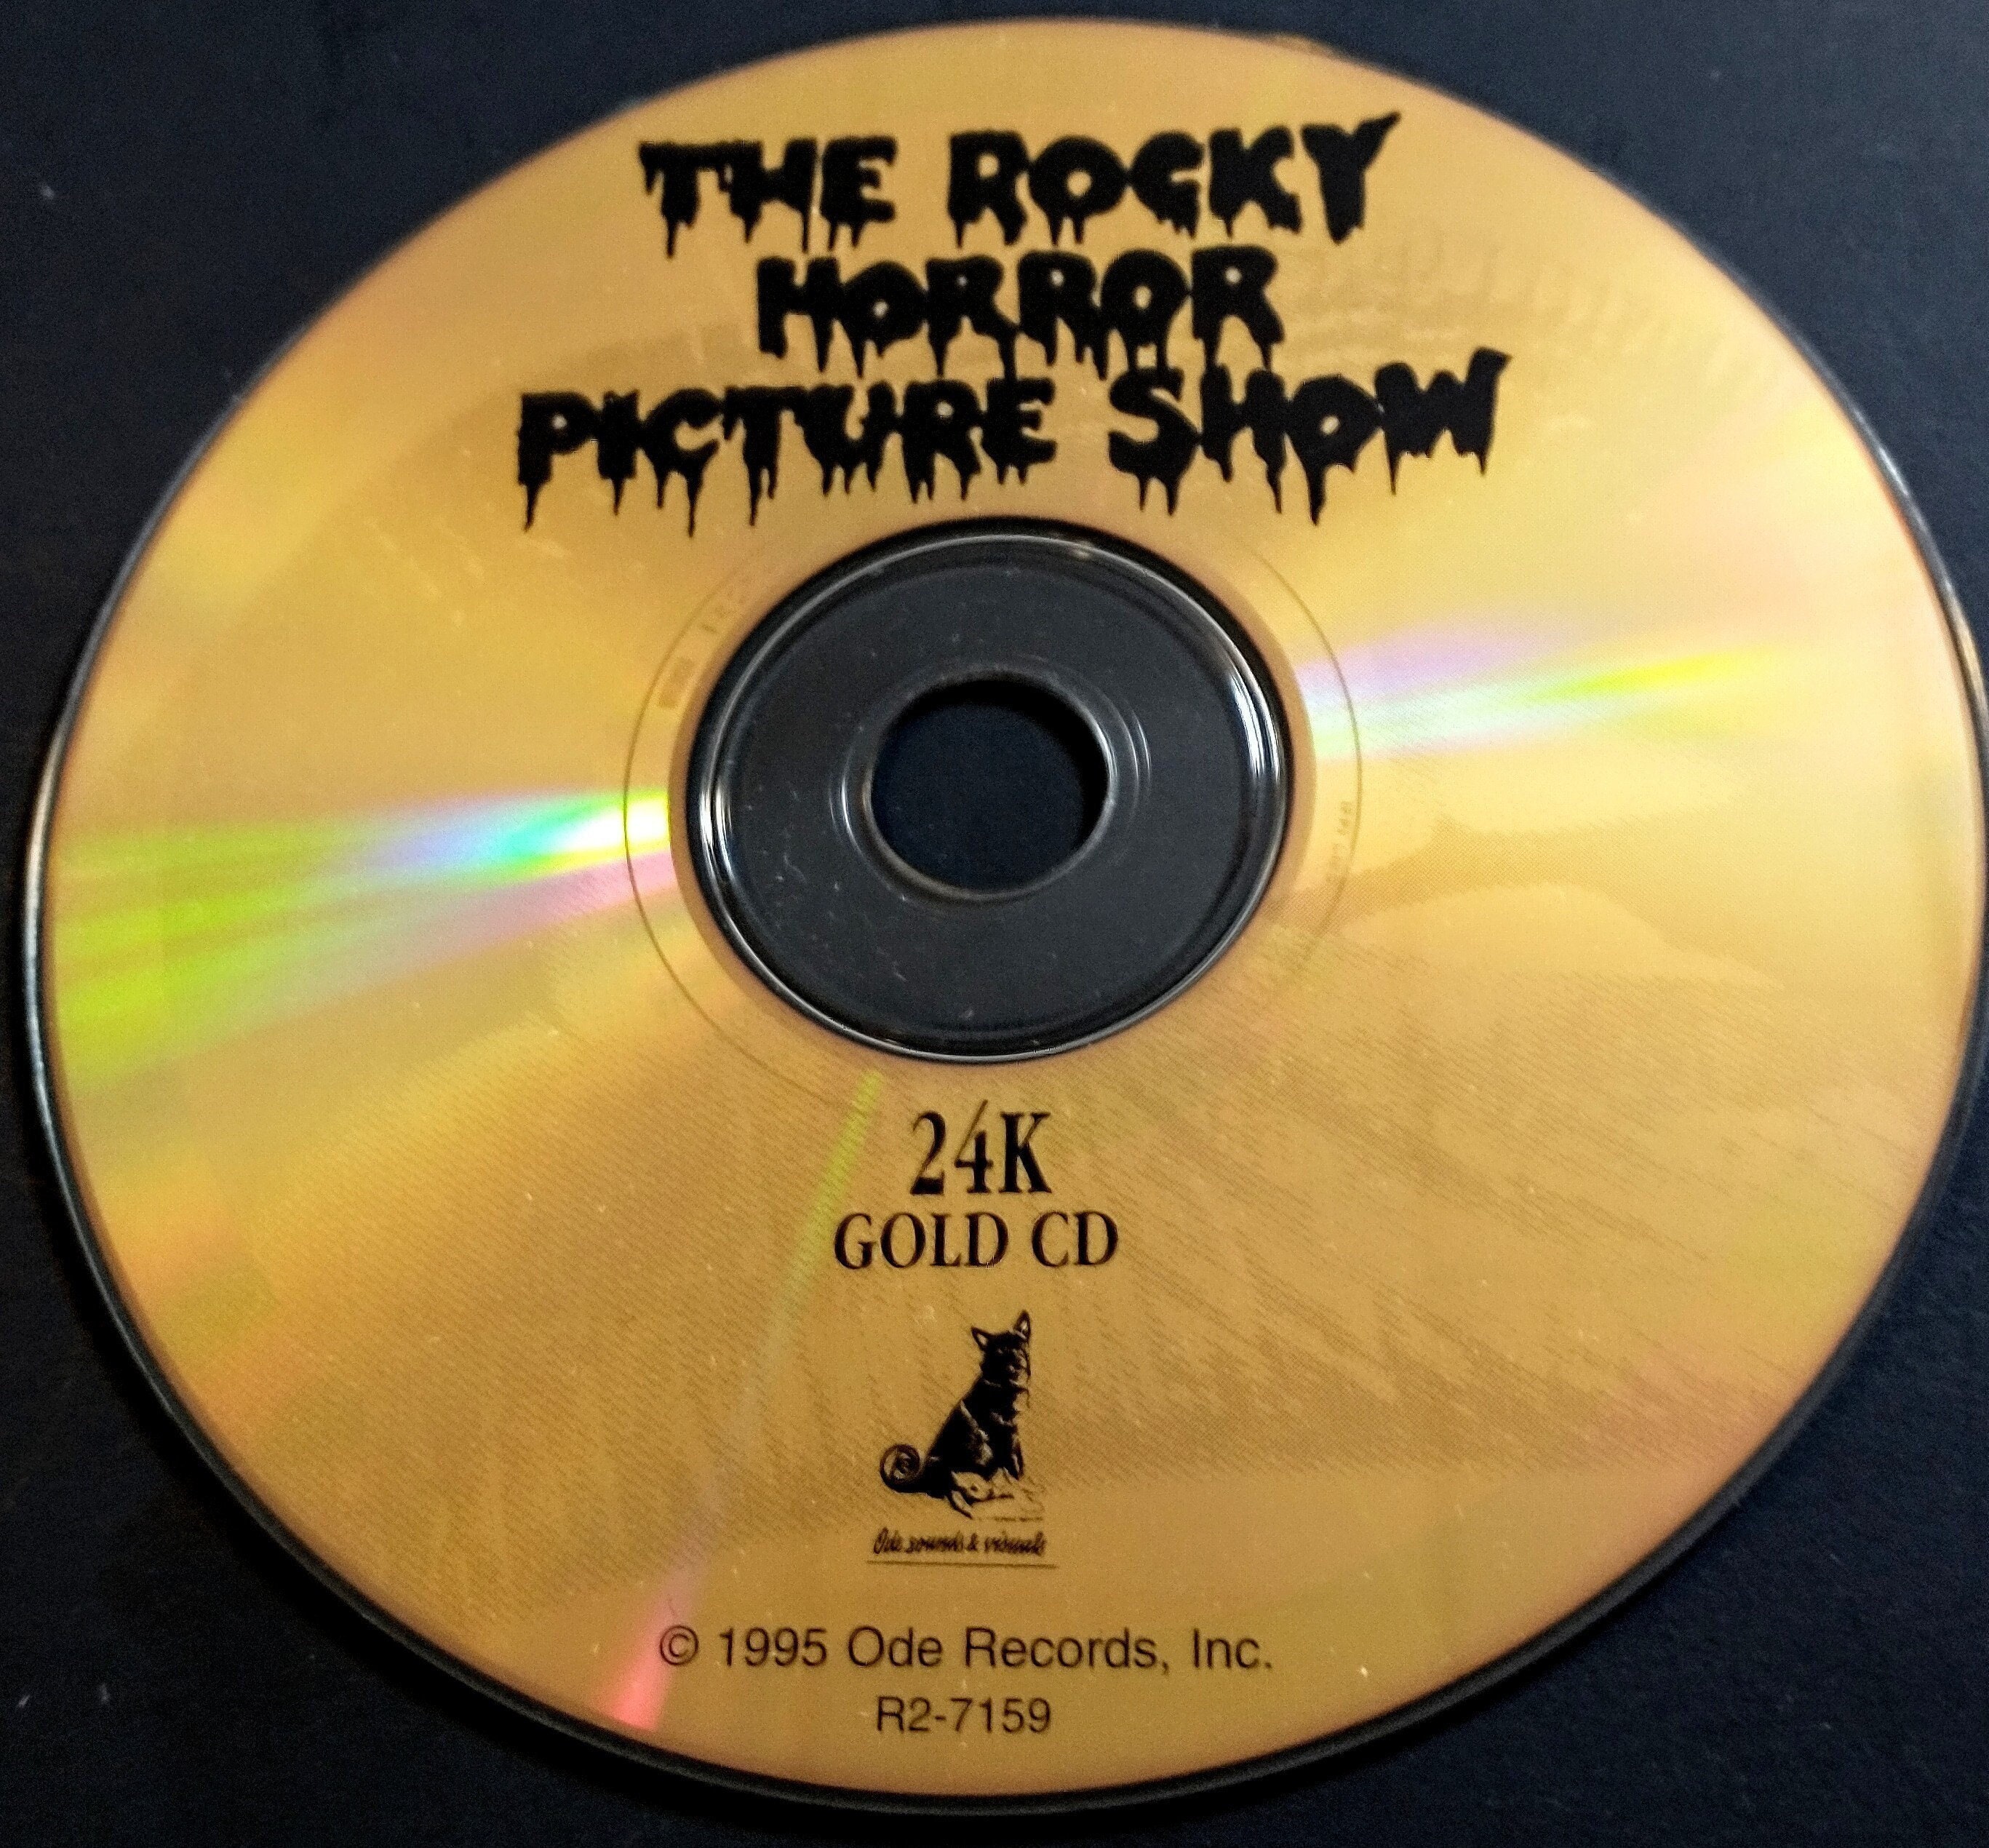 THE ROCKY
HORROR
PICTURE SHOW
24K
GOLD CD
Ode sounds & visuals
© 1995 Ode Records, Inc.
R2-7159